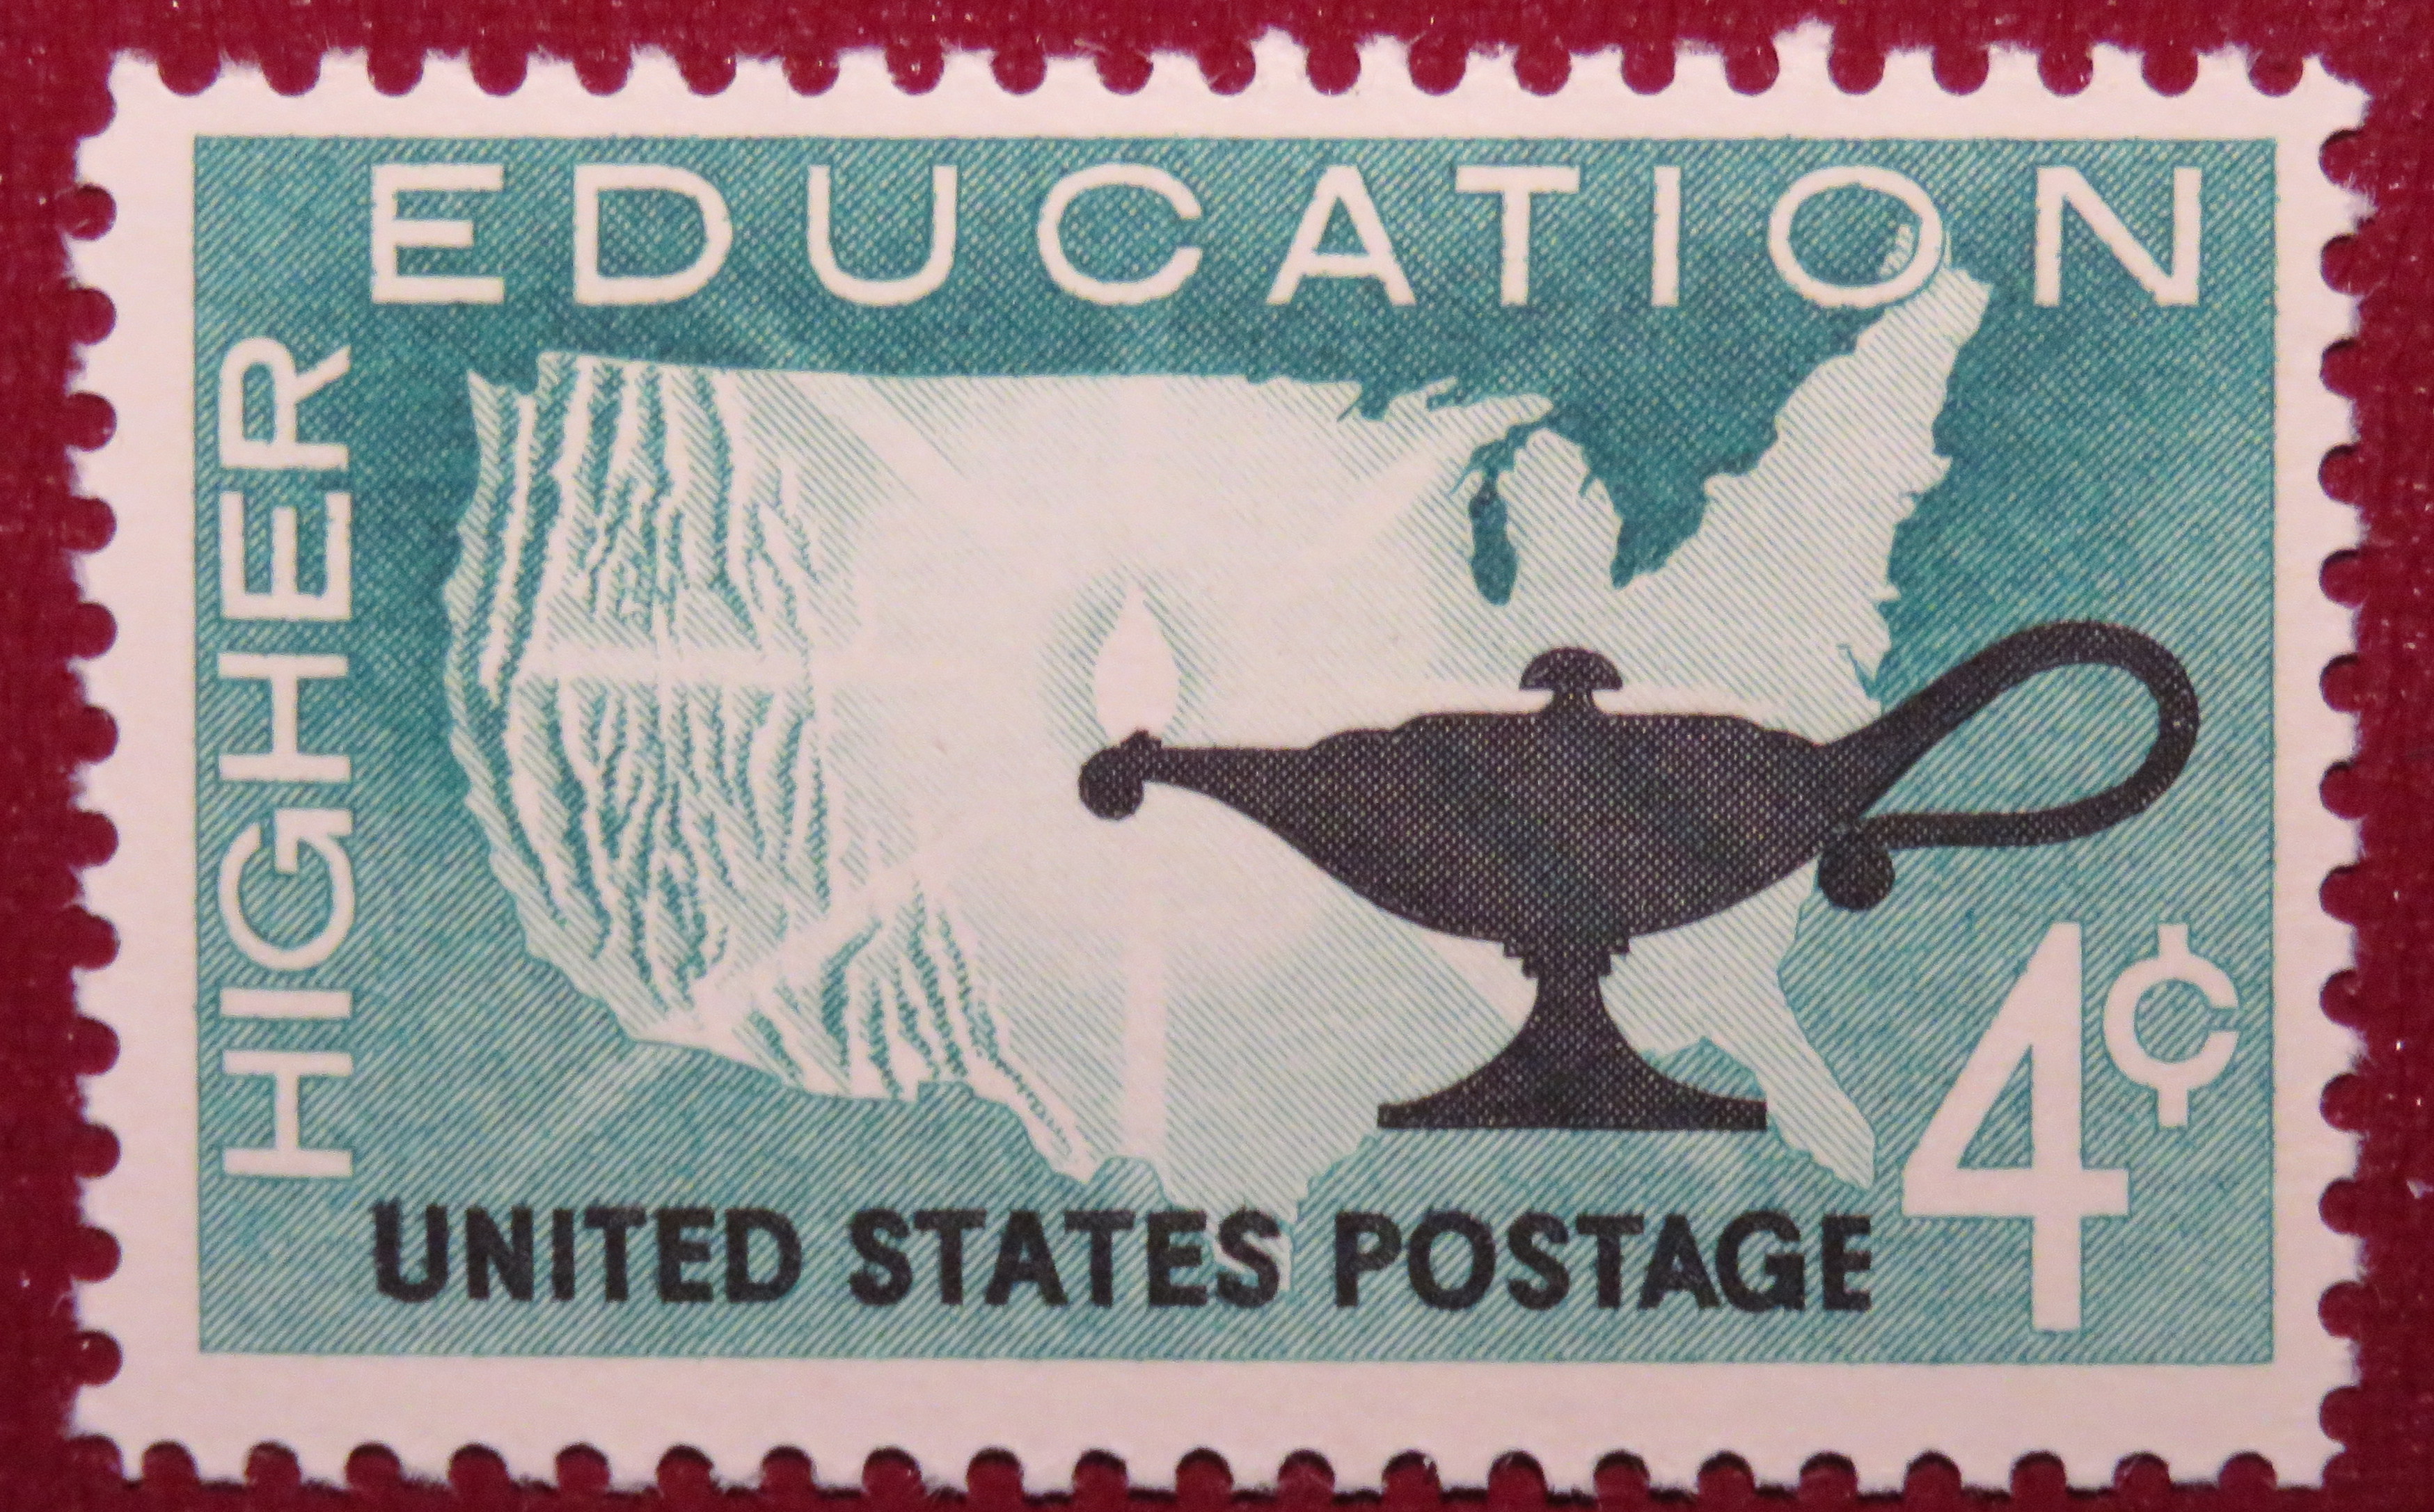 HIGHER
EDUCATION
UNITED STATES POSTAGE
4¢